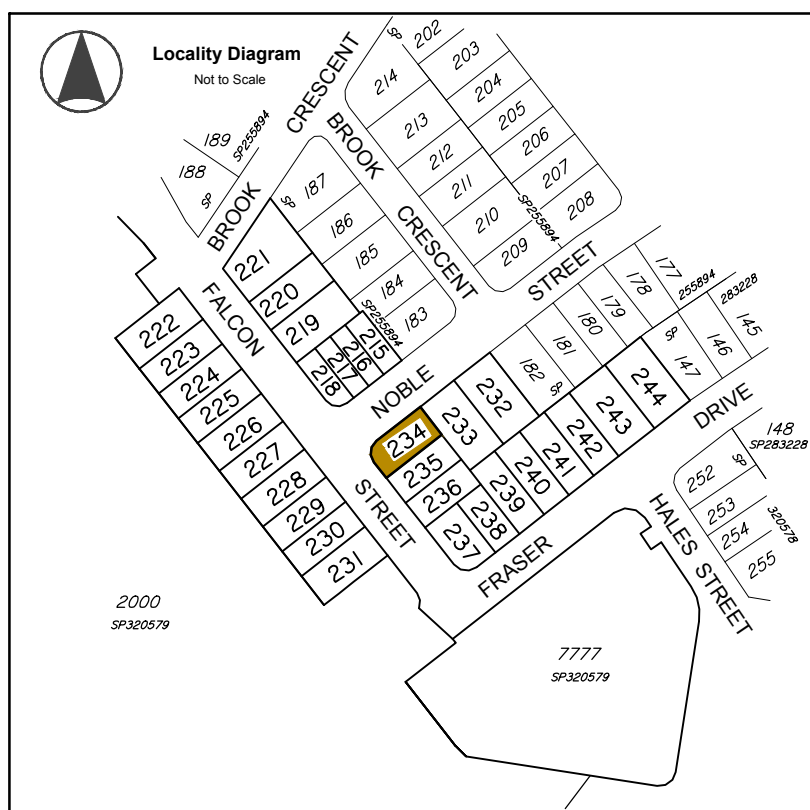 Locality Diagram
Not to Scale
SP
202
203
204
205
206
207
208
214
213
212
211
210
209
SP255894
CRESCENT
BROOK
189
SP255894
188
SP
BROOK
CRESCENT
SP
187
186
185
184
183
SP255894
221
220
219
218
217
216
215
FALCON
STREET
NOBLE
STREET
177
178
179
180
181
182
SP
255894
283228
145
146
147
SP
222
223
224
225
226
227
228
229
230
231
232
233
234
235
236
237
238
239
240
241
242
243
244
FRASER
DRIVE
148
SP283228
252
SP
253
254
255
320578
HALES STREET
2000
SP320579
7777
SP320579